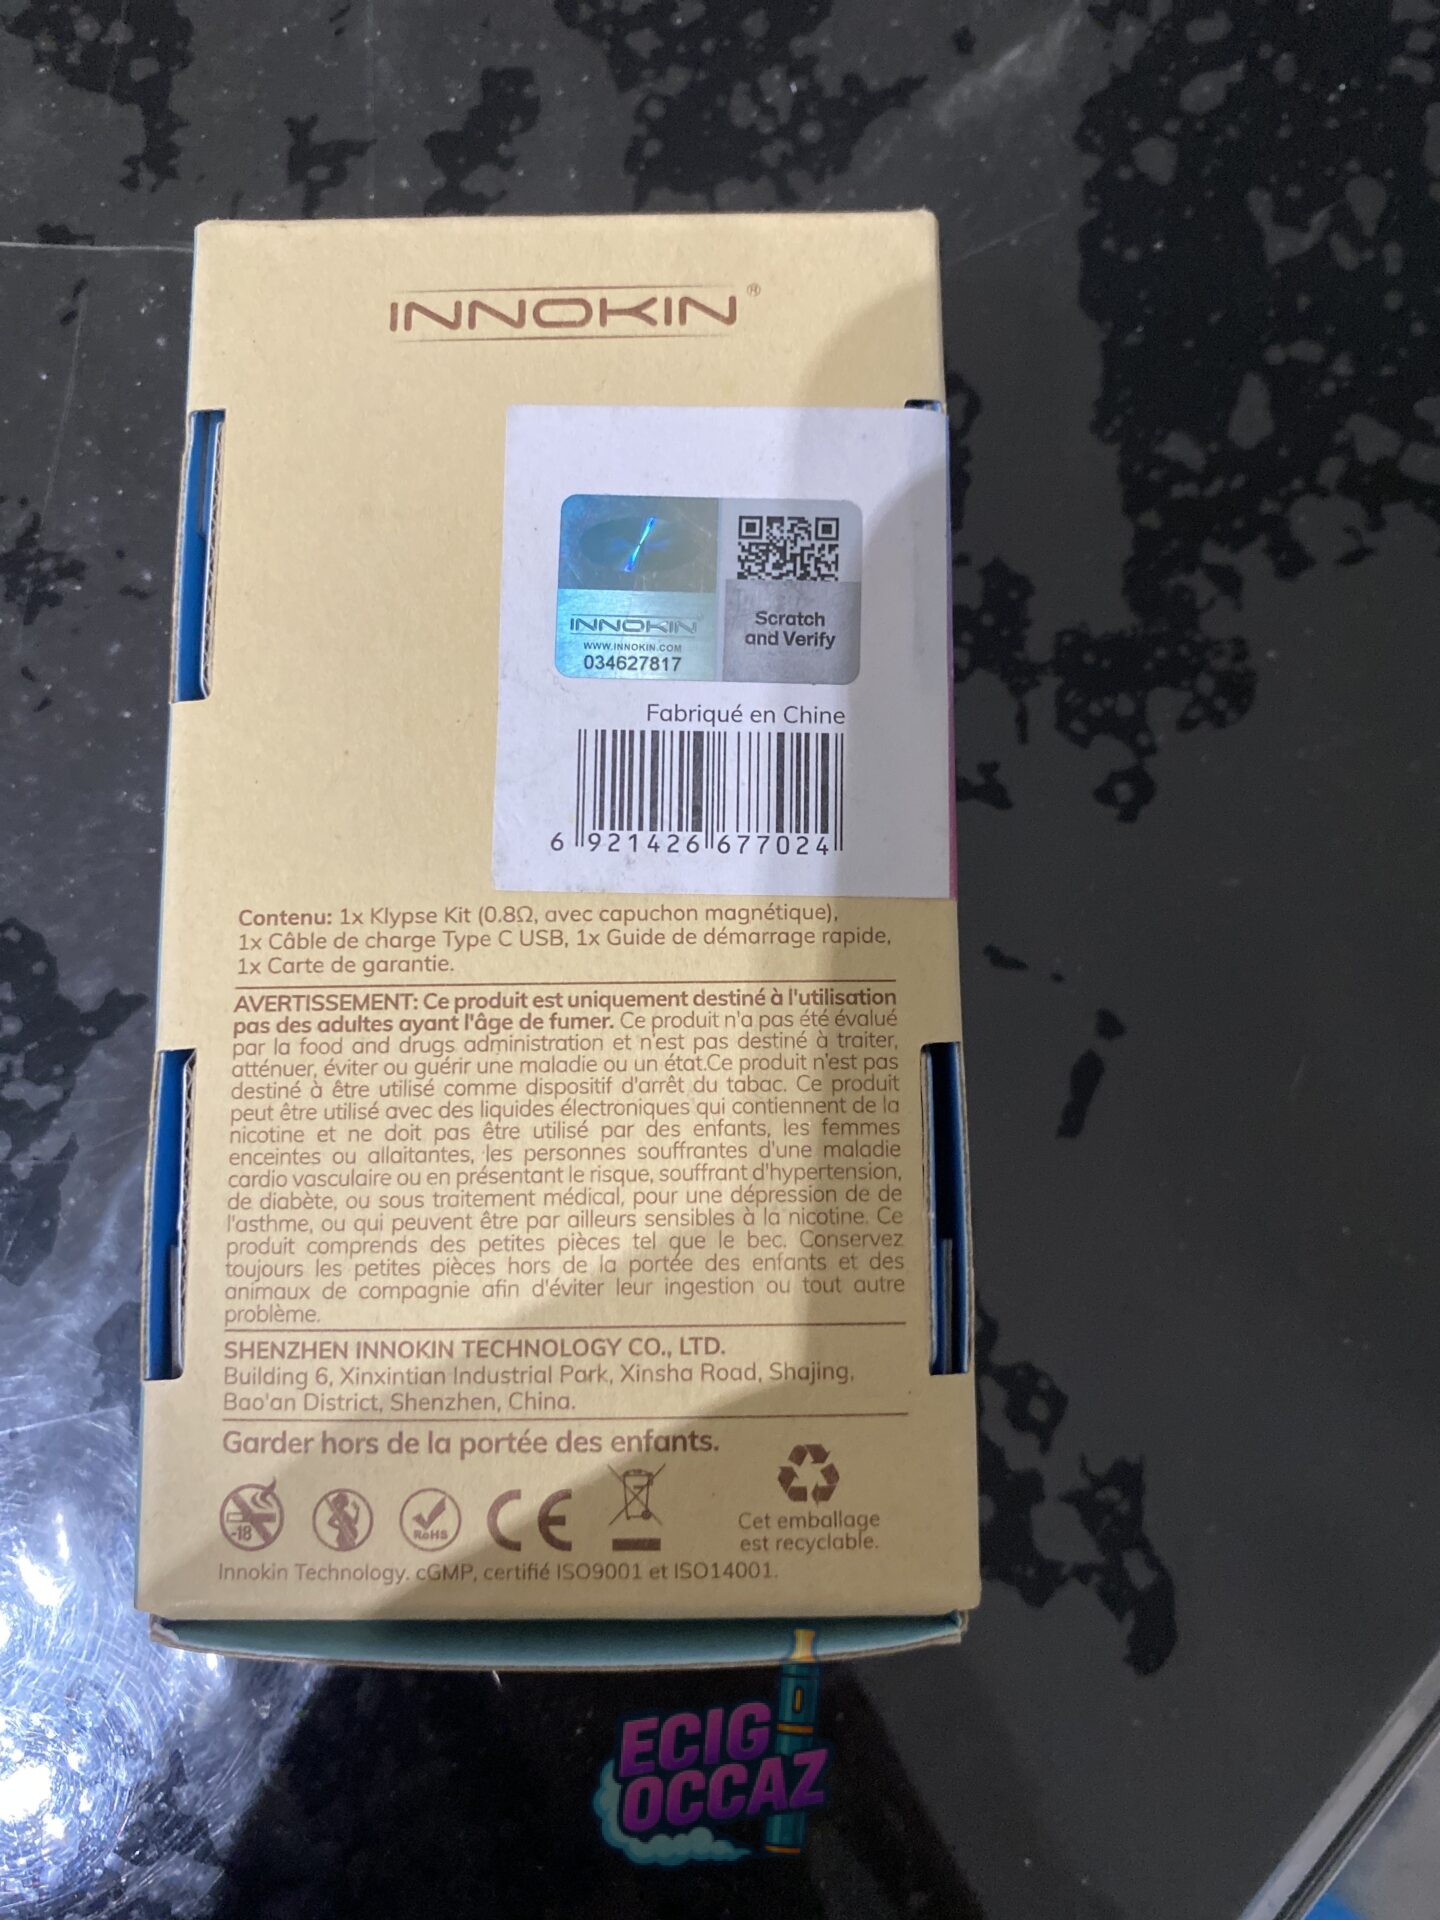 INNOKIN®
INNOKIN
WWW.INNOKIN.COM
034627817
Scratch
and Verify
Fabriqué en Chine
6 921426 677024
Contenu: 1x Klypse Kit (0.8Ω, avec capuchon magnétique),
1x Câble de charge Type C USB, 1x Guide de démarrage rapide,
1x Carte de garantie.
AVERTISSEMENT: Ce produit est uniquement destiné à l'utilisation
pas des adultes ayant l'âge de fumer. Ce produit n'a pas été évalué
par la food and drugs administration et n'est pas destiné à traiter,
atténuer, éviter ou guérir une maladie ou un état.Ce produit n'est pas
destiné à être utilisé comme dispositif d'arrêt du tabac. Ce produit
peut être utilisé avec des liquides électroniques qui contiennent de la
nicotine et ne doit pas être utilisé par des enfants, les femmes
enceintes ou allaitantes, les personnes souffrantes d'une maladie
cardio vasculaire ou en présentant le risque, souffrant d'hypertension,
de diabète, ou sous traitement médical, pour une dépression de de
l'asthme, ou qui peuvent être par ailleurs sensibles à la nicotine. Ce
produit comprends des petites pièces tel que le bec. Conservez
toujours les petites pièces hors de la portée des enfants et des
animaux de compagnie afin d'éviter leur ingestion ou tout autre
problème.
SHENZHEN INNOKIN TECHNOLOGY CO., LTD.
Building 6, Xinxintian Industrial Park, Xinsha Road, Shajing,
Bao'an District, Shenzhen, China.
Garder hors de la portée des enfants.
-18
RoHS
CE
Cet emballage
est recyclable.
Innokin Technology. cGMP, certifié ISO9001 et ISO14001.
ECIG
OCCAZ